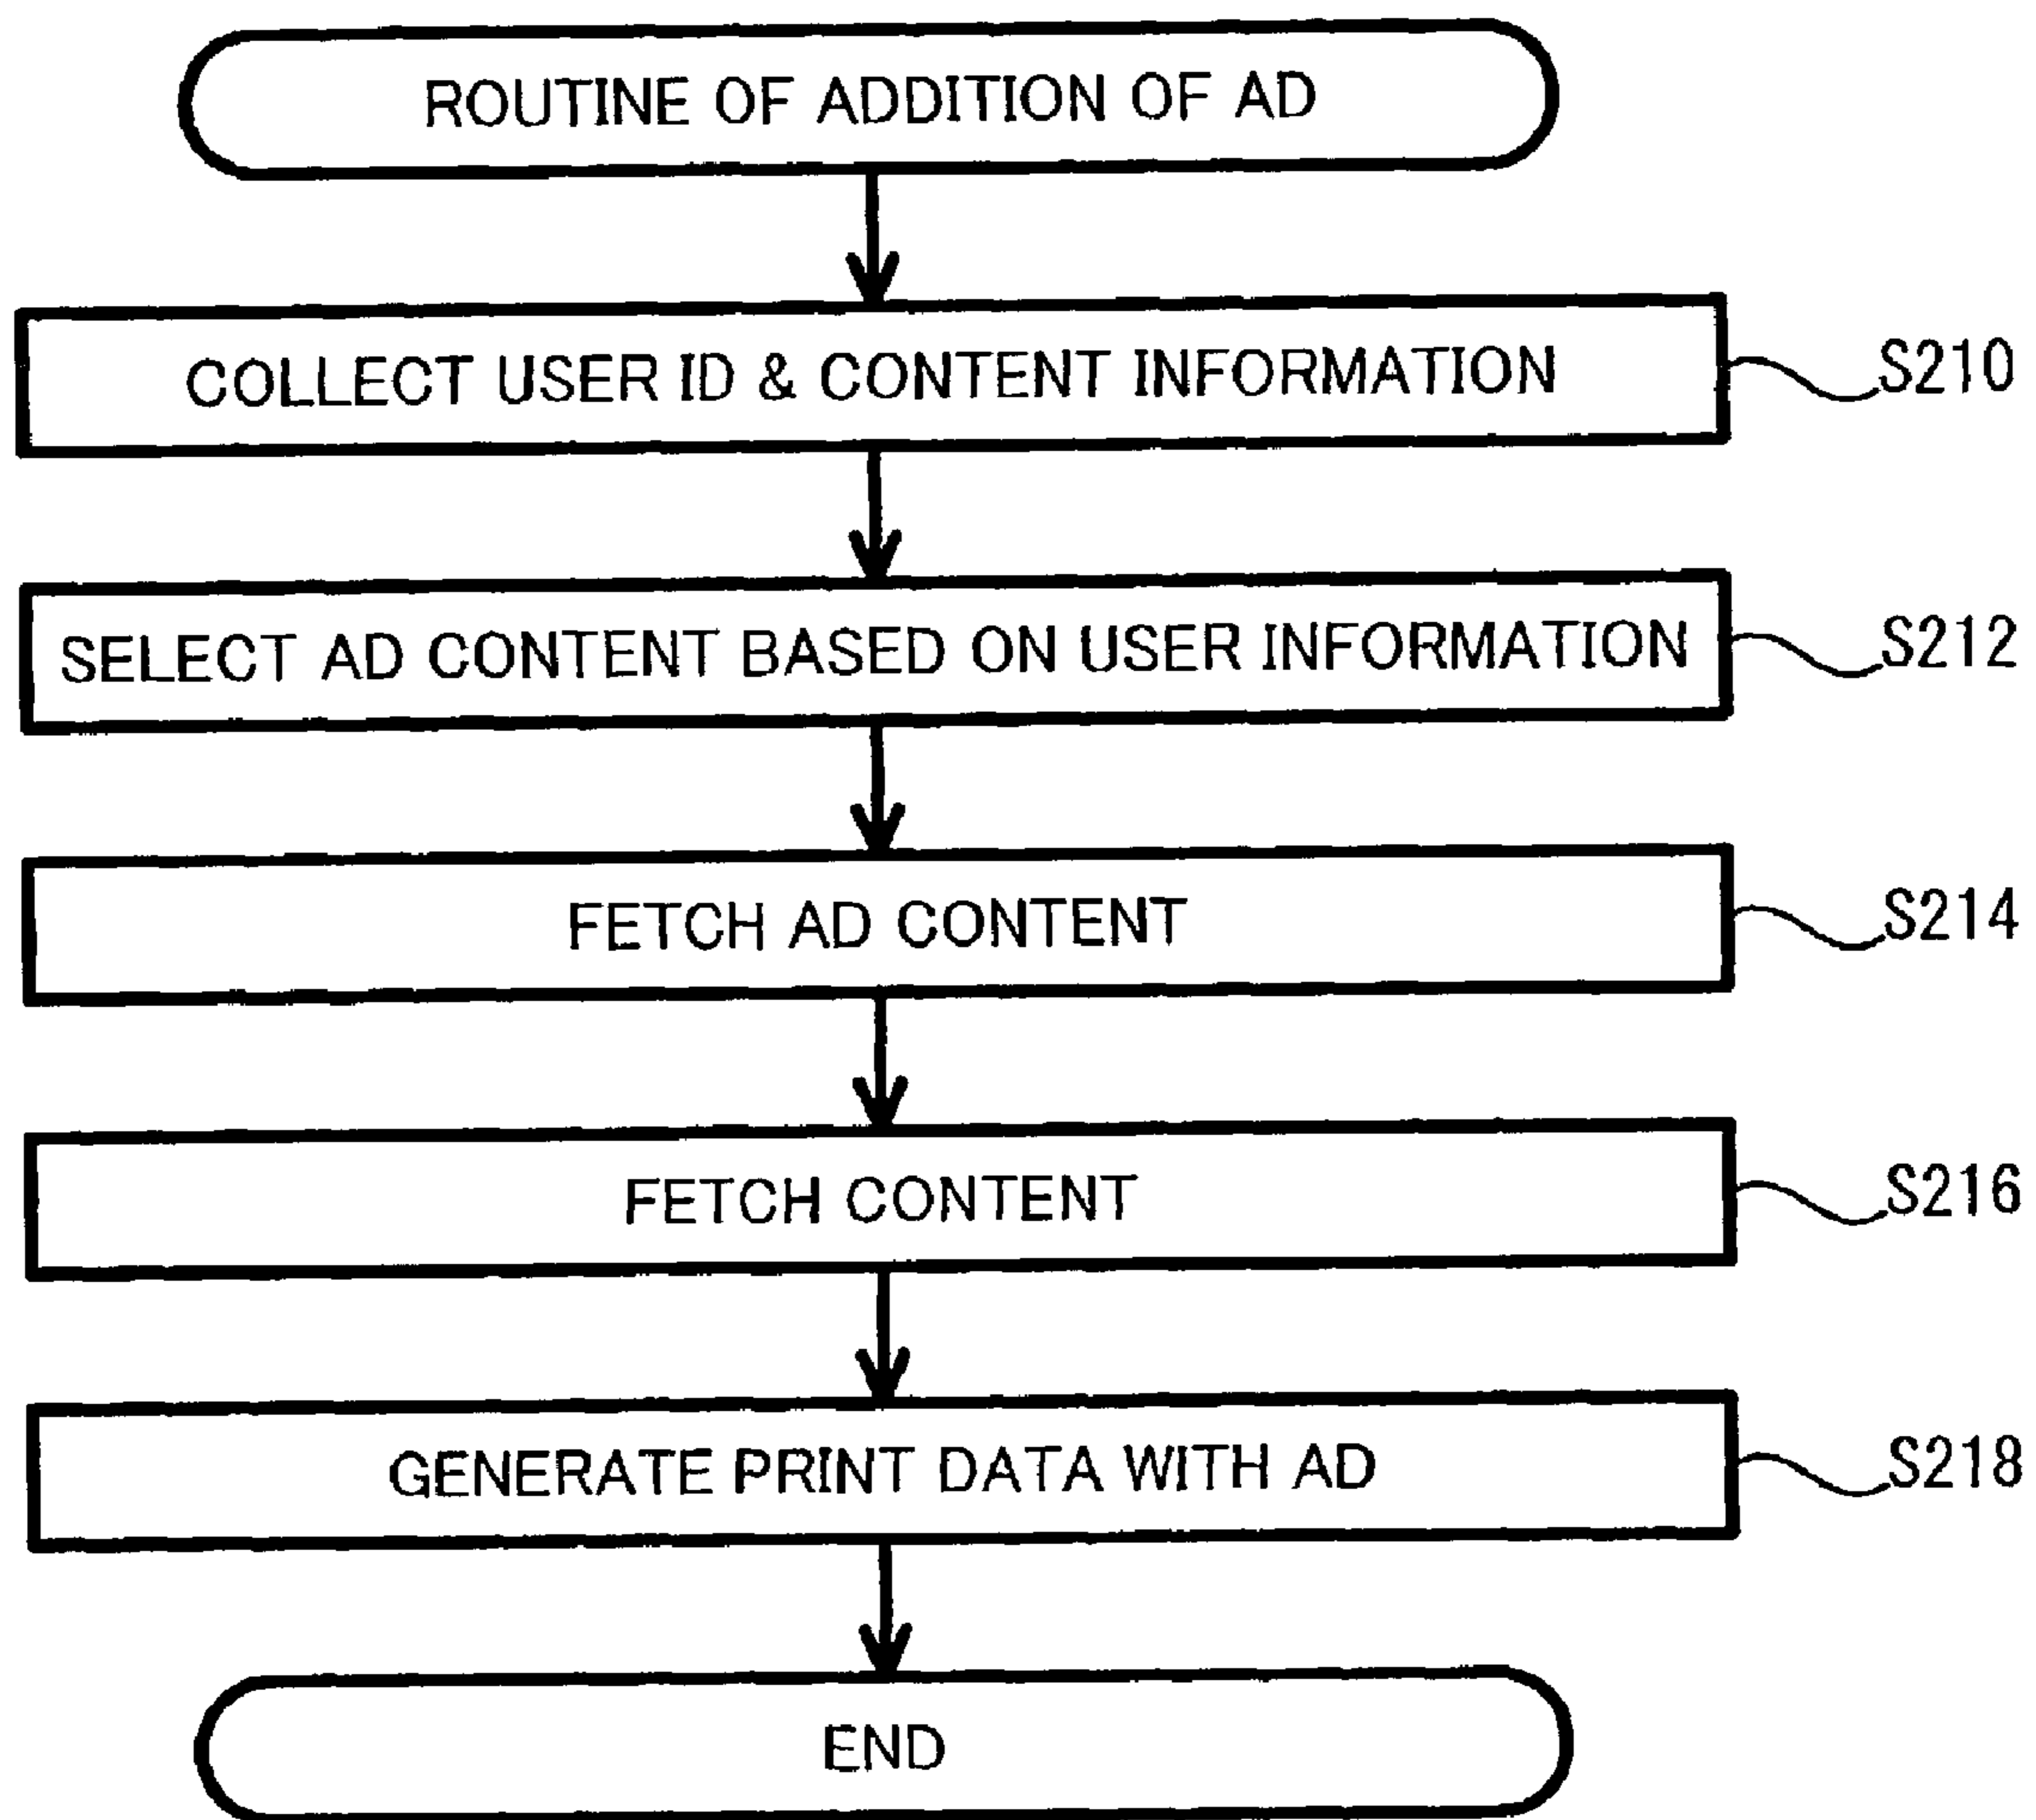 ROUTINE OF ADDITION OF AD
COLLECT USER ID & CONTENT INFORMATION
S210
SELECT AD CONTENT BASED ON USER INFORMATION
S212
FETCH AD CONTENT
S214
FETCH CONTENT
S216
GENERATE PRINT DATA WITH AD
S218
END